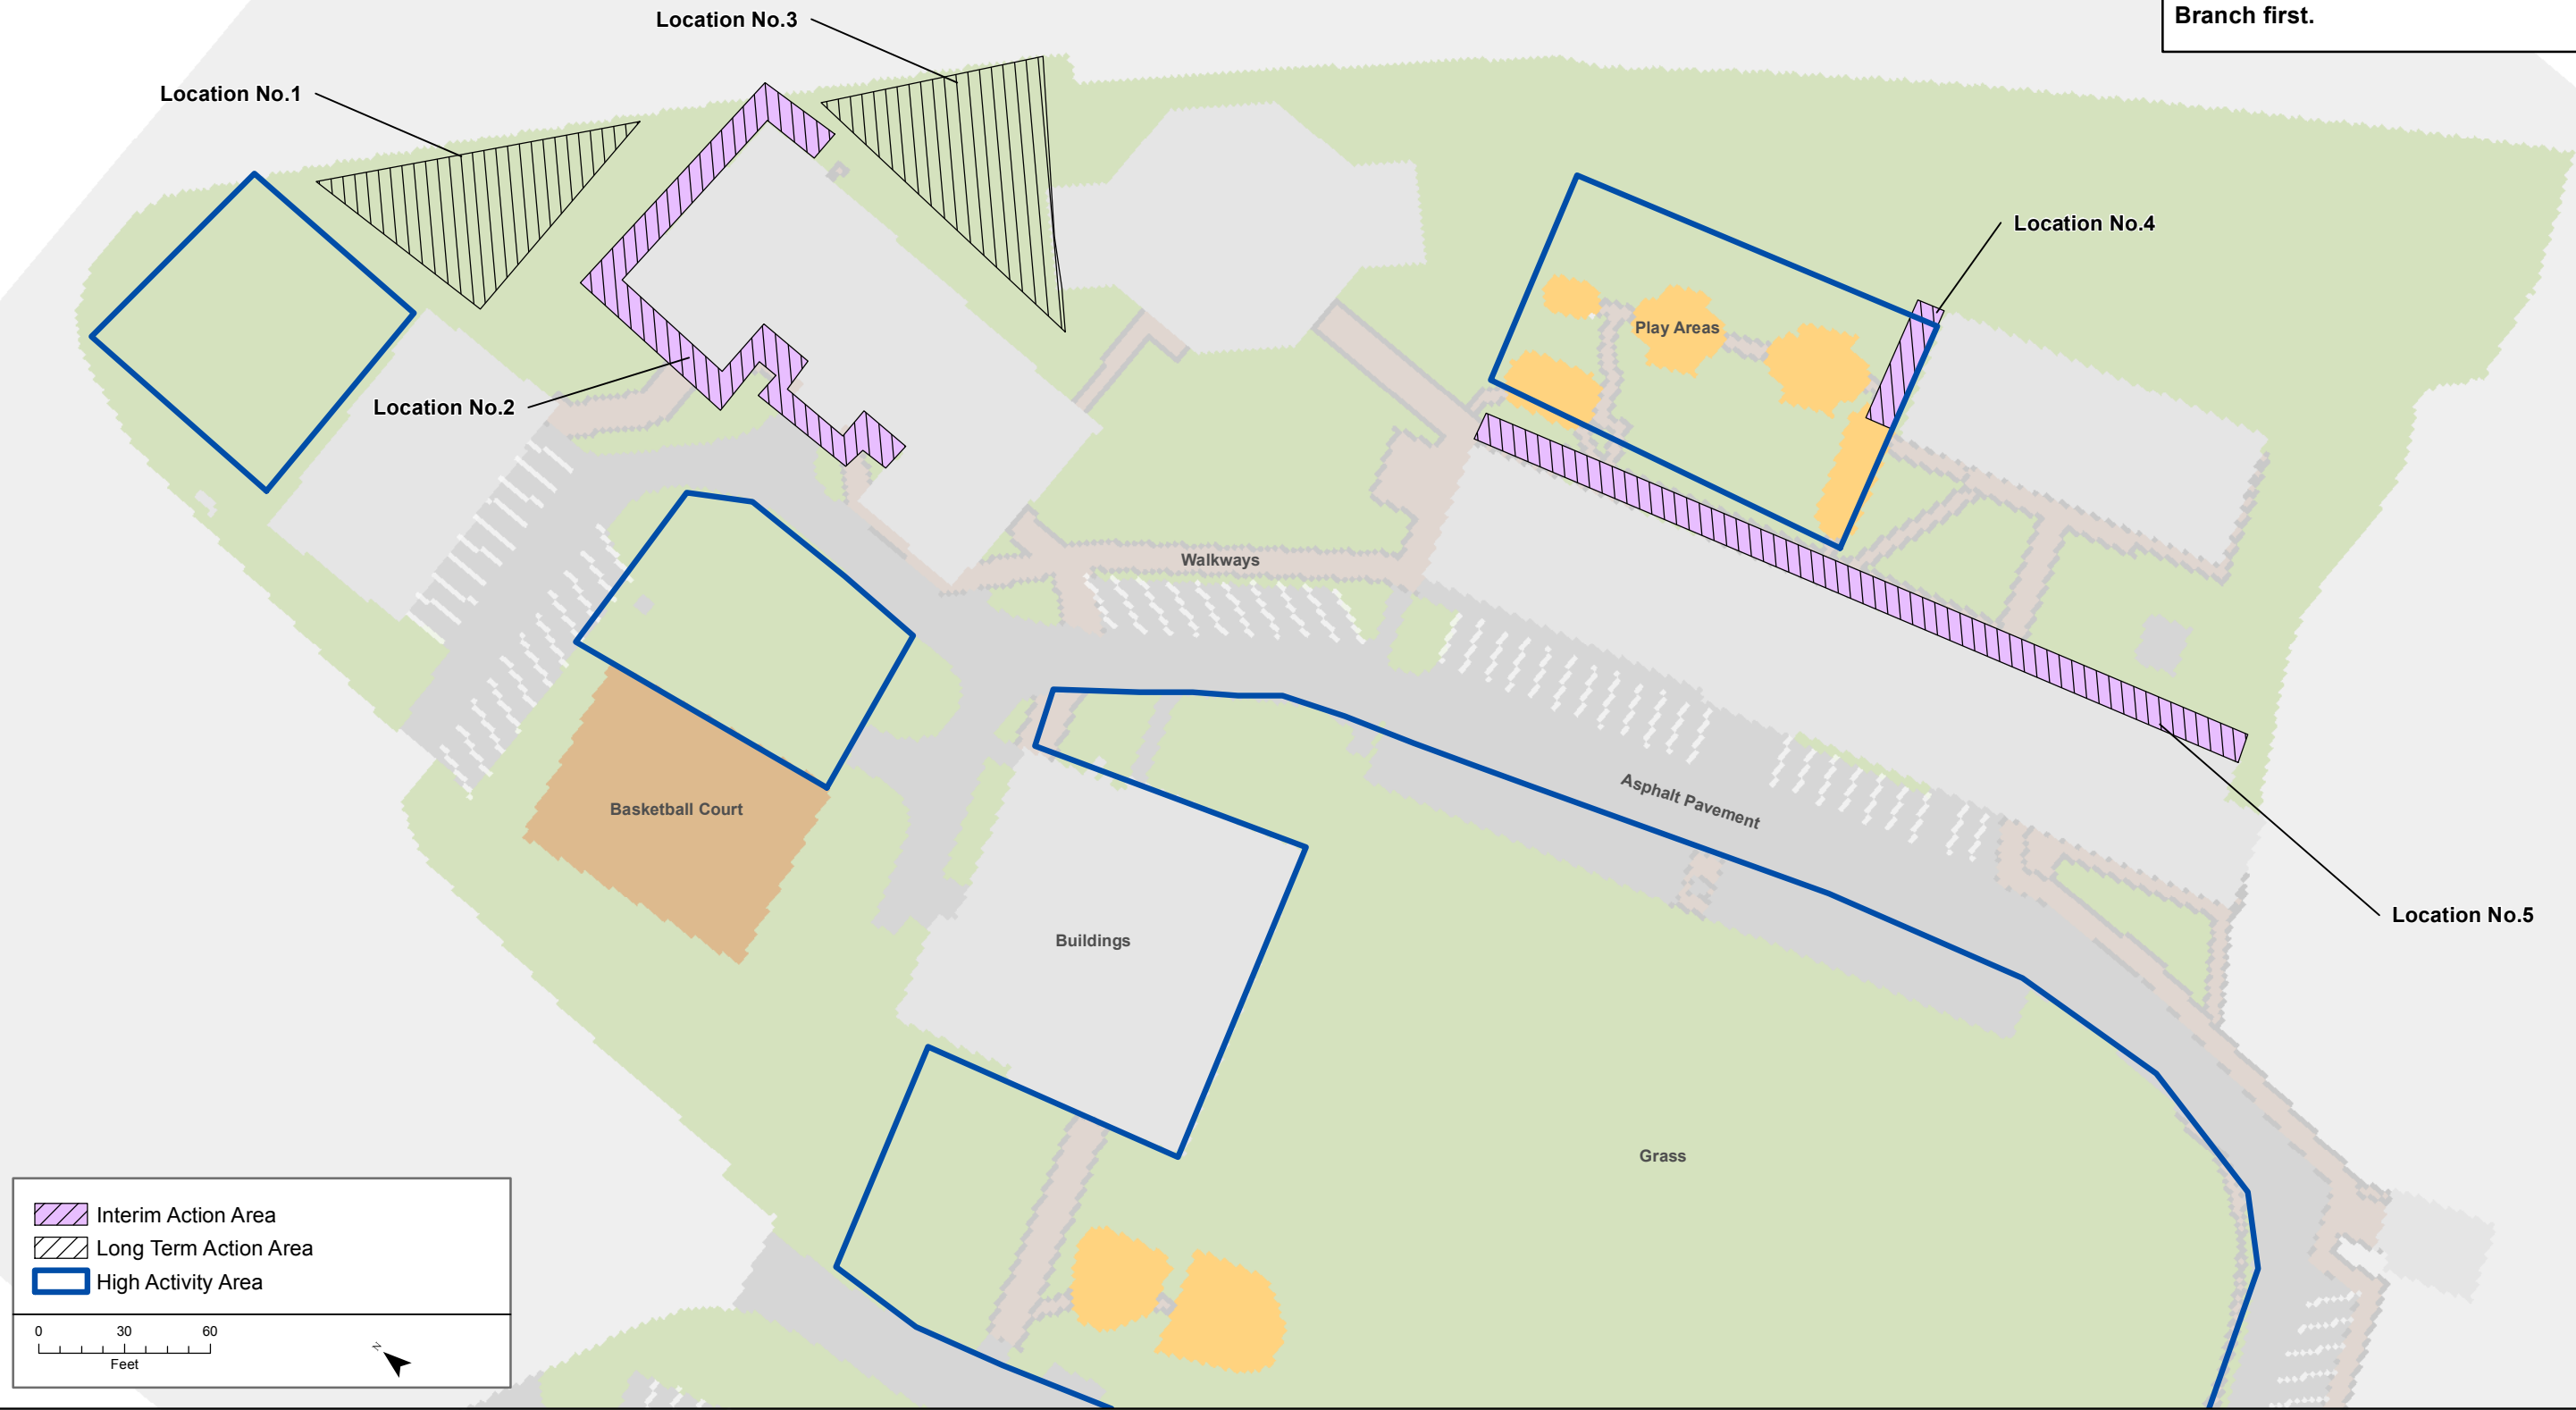 Branch first.
Location No.3
Location No.1
Location No.4
Play Areas
Location No.2
Walkways
Asphalt Pavement
Basketball Court
Location No.5
Buildings
Grass
Interim Action Area
Long Term Action Area
High Activity Area
0 30 60
Feet
N